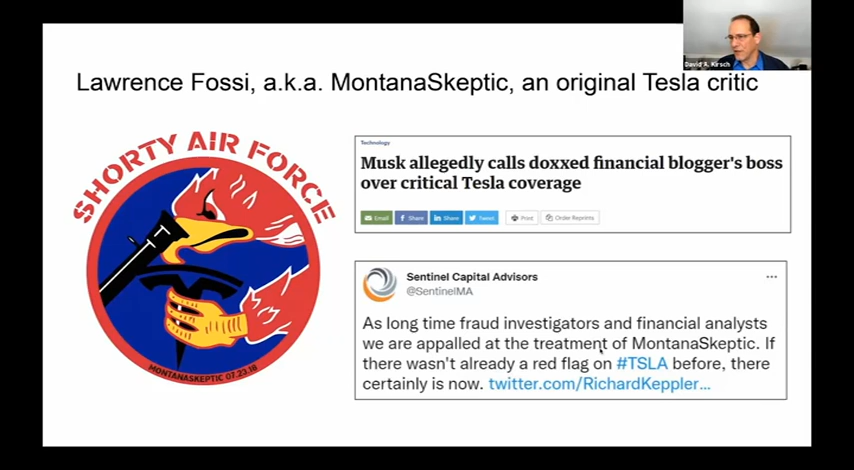 David A. Kirsch
Lawrence Fossi, a.k.a. MontanaSkeptic, an original Tesla critic
SHORTY AIR FORCE
MONTANASKEPTIC 07.23.18
Technology
Musk allegedly calls doxxed financial blogger's boss
over critical Tesla coverage
Email Share Share Tweet Print Order Reprints
Sentinel Capital Advisors
@SentinelMA
As long time fraud investigators and financial analysts
we are appalled at the treatment of MontanaSkeptic. If
there wasn't already a red flag on #TSLA before, there
certainly is now. twitter.com/RichardKeppler...